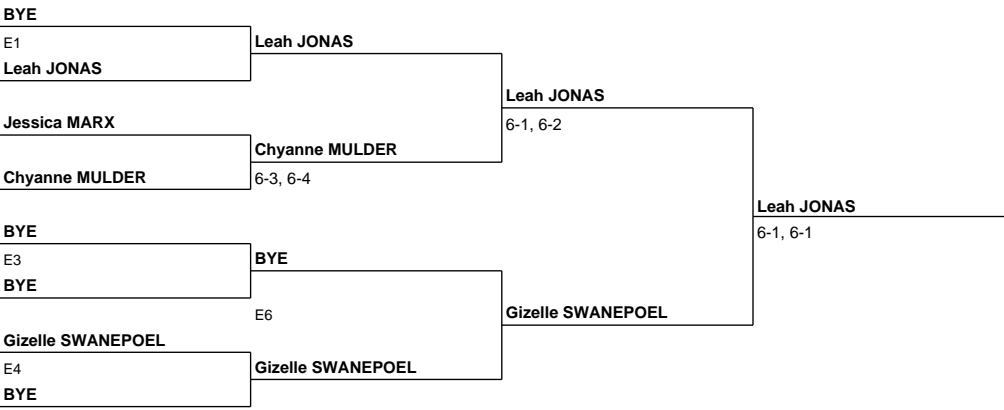 BYE
E1
Leah JONAS
Leah JONAS
Jessica MARX
Chyanne MULDER
Chyanne MULDER
6-3, 6-4
Leah JONAS
6-1, 6-2
BYE
E3
BYE
BYE
E6
Gizelle SWANEPOEL
E4
BYE
Gizelle SWANEPOEL
Gizelle SWANEPOEL
Leah JONAS
6-1, 6-1